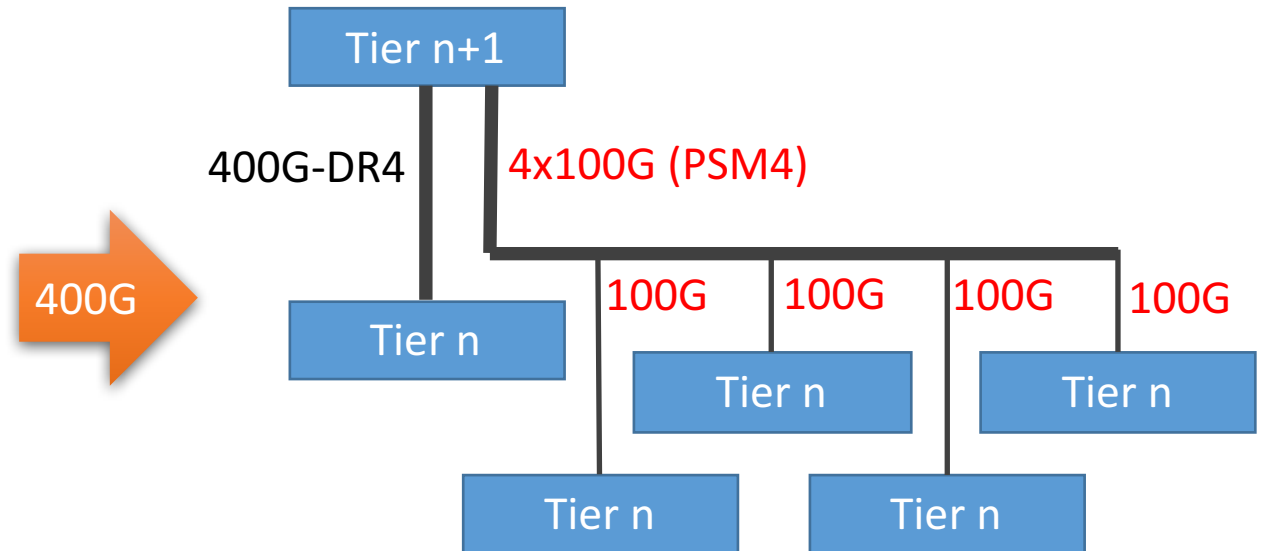 Tier n+1
400G-DR4
4x100G (PSM4)
400G
100G
100G
100G
100G
Tier n
Tier n
Tier n
Tier n
Tier n